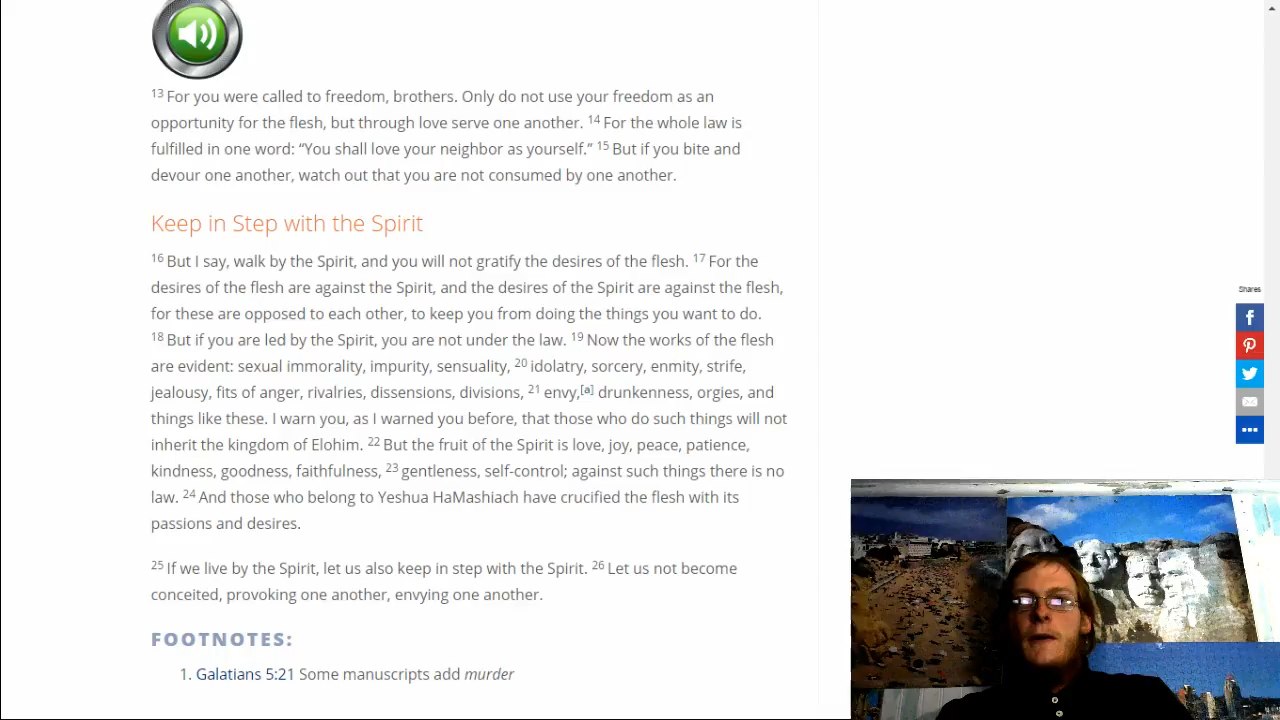 13 For you were called to freedom, brothers. Only do not use your freedom as an
opportunity for the flesh, but through love serve one another. 14 For the whole law is
fulfilled in one word: “You shall love your neighbor as yourself.” 15 But if you bite and
devour one another, watch out that you are not consumed by one another.
Keep in Step with the Spirit
16 But I say, walk by the Spirit, and you will not gratify the desires of the flesh. 17 For the
desires of the flesh are against the Spirit, and the desires of the Spirit are against the flesh,
for these are opposed to each other, to keep you from doing the things you want to do.
18 But if you are led by the Spirit, you are not under the law. 19 Now the works of the flesh
are evident: sexual immorality, impurity, sensuality, 20 idolatry, sorcery, enmity, strife,
jealousy, fits of anger, rivalries, dissensions, divisions, 21 envy,[a] drunkenness, orgies, and
things like these. I warn you, as I warned you before, that those who do such things will not
inherit the kingdom of Elohim. 22 But the fruit of the Spirit is love, joy, peace, patience,
kindness, goodness, faithfulness, 23 gentleness, self-control; against such things there is no
law. 24 And those who belong to Yeshua HaMashiach have crucified the flesh with its
passions and desires.
25 If we live by the Spirit, let us also keep in step with the Spirit. 26 Let us not become
conceited, provoking one another, envying one another.
FOOTNOTES:
1. Galatians 5:21 Some manuscripts add murder
Shares